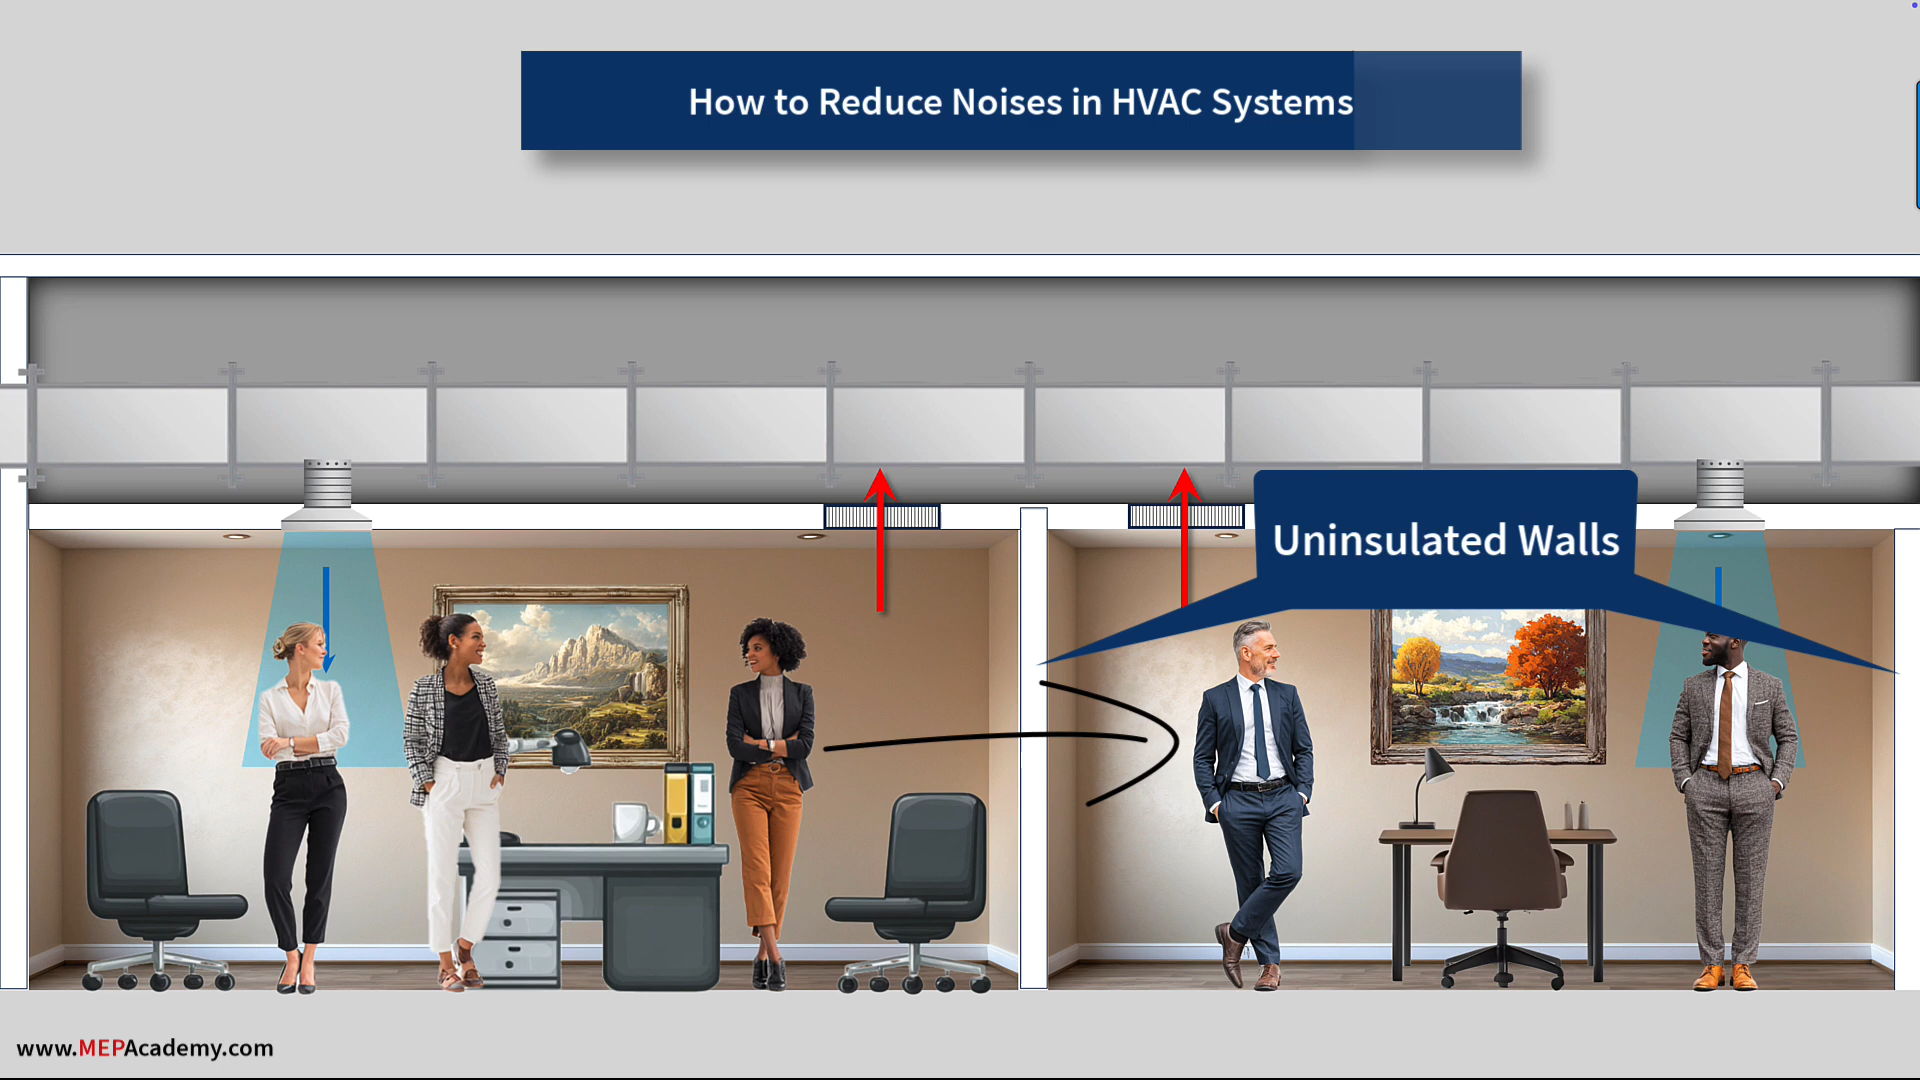 How to Reduce Noises in HVAC Systems
Uninsulated Walls
www.MEPAcademy.com